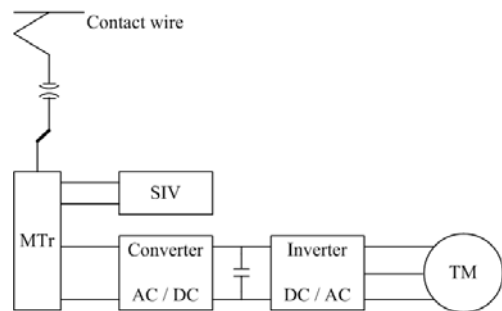 Contact wire
SIV
MTr
Converter
AC / DC
Inverter
DC / AC
TM